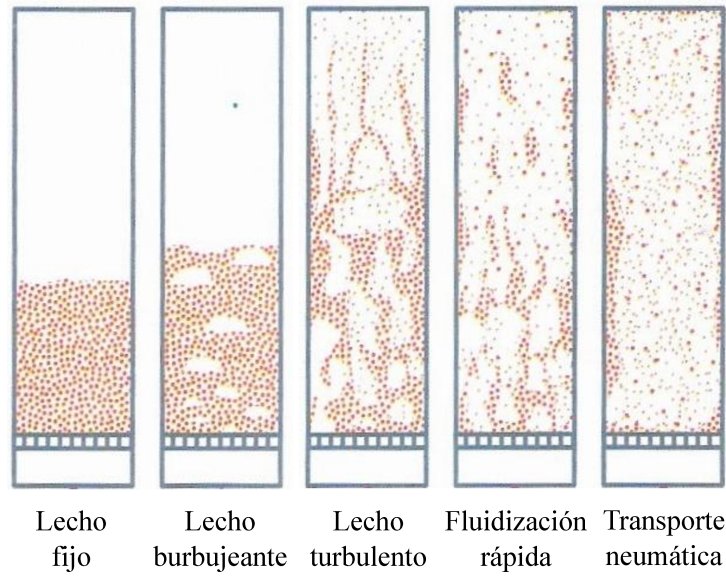 Lecho fijo
Lecho burbujeante
Lecho turbulento
Fluidización rápida
Transporte neumática